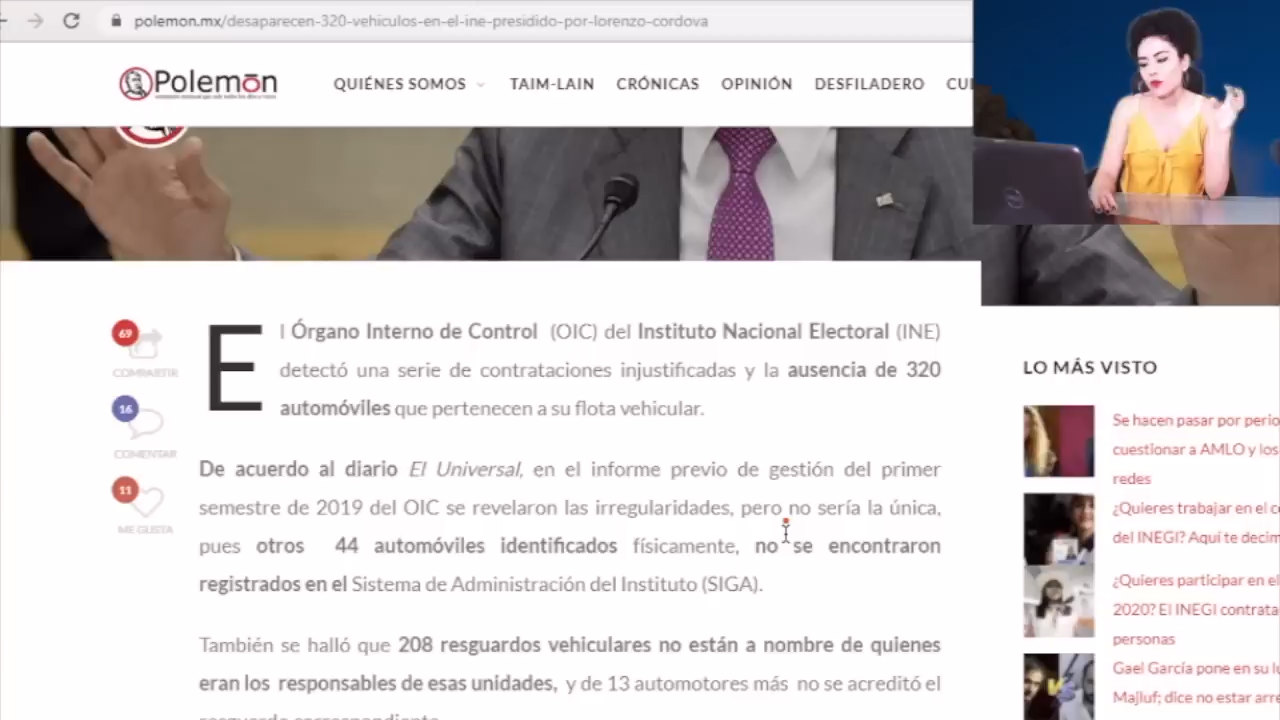 polemon.mx/desaparecen-320-vehiculos-en-el-ine-presidido-por-lorenzo-cordova
Polemōn
QUIÉNES SOMOS TAIM-LAIN CRÓNICAS OPINIÓN DESFILADERO CU
El Órgano Interno de Control (OIC) del Instituto Nacional Electoral (INE)
detectó una serie de contrataciones injustificadas y la ausencia de 320
automóviles que pertenecen a su flota vehicular.
69
COMPARTIR
16
COMENTAR
11
ME GUSTA
De acuerdo al diario El Universal, en el informe previo de gestión del primer
semestre de 2019 del OIC se revelaron las irregularidades, pero no sería la única,
pues otros 44 automóviles identificados físicamente, no se encontraron
registrados en el Sistema de Administración del Instituto (SIGA).
También se halló que 208 resguardos vehiculares no están a nombre de quienes
eran los responsables de esas unidades, y de 13 automotores más no se acreditó el
resguardo correspondiente.
LO MÁS VISTO
Se hacen pasar por perio
cuestionar a AMLO y los
redes
¿Quieres trabajar en el c
del INEGI? Aquí te decim
¿Quieres participar en el
2020? El INEGI contrata
personas
Gael García pone en su lu
Majluf; dice no estar arre
DELL